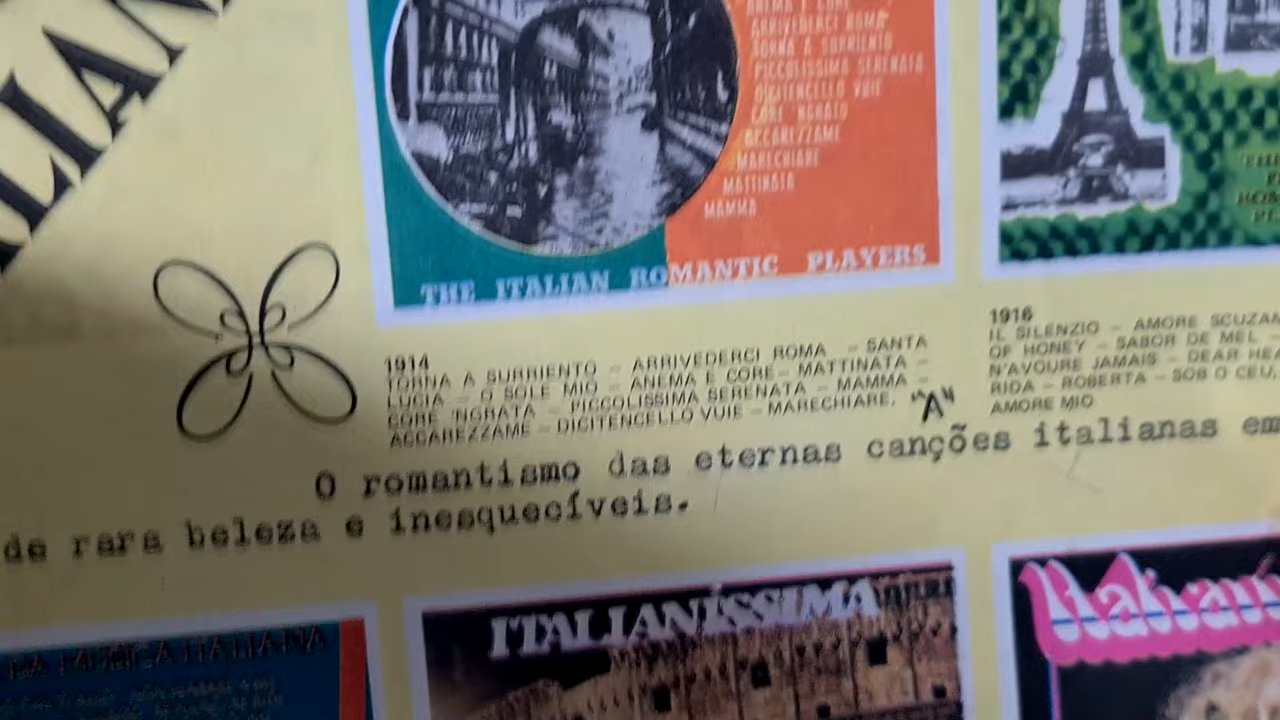 ARRIVEDERCI ROMA
TORNA A SURRIENTO
PICCOLISSIMA SERENATA
DICITENCELLO VUIE
CORE NGRATO
ACCAREZZAME
MARECHIARE
MATTINATA
MAMMA
THE ITALIAN ROMANTIC PLAYERS
1914
TORNA A SURRIENTO – ARRIVEDERCI ROMA – SANTA
LUCIA – O SOLE MIO – ANEMA E CORE – MATTINATA –
CORE 'NGRATA – PICCOLISSIMA SERENATA – MAMMA –
ACCAREZZAME – DICITENCELLO VUIE – MARECHIARE.
"A"
1916
IL SILENZIO – AMORE SCUZAM
OF HONEY – SABOR DE MEL –
N'AVOURE JAMAIS – DEAR HEA
RIDA – ROBERTA – SOB O CEU,
AMORE MIO
O romantismo das eternas canções italianas em
de rara beleza e inesquecíveis.
ITALIANÍSSIMA